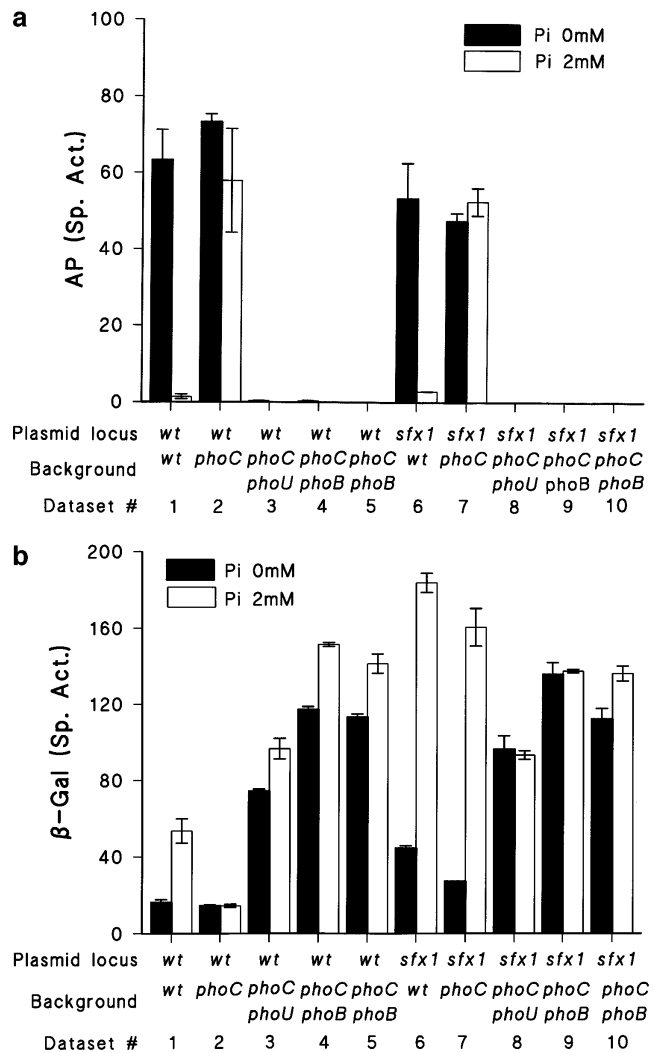 a
100
80
60
40
20
0
AP (Sp. Act.)
Pi 0mM
Pi 2mM
Plasmid locus wt wt wt wt wt sfx1 sfx1 sfx1 sfx1 sfx1
Background wt phoC phoC phoC phoC wt phoC phoC phoC phoC
phoU phoB phoB phoU phoB phoB
Dataset # 1 2 3 4 5 6 7 8 9 10
b
200
160
120
80
40
0
β-Gal (Sp. Act.)
Pi 0mM
Pi 2mM
Plasmid locus wt wt wt wt wt sfx1 sfx1 sfx1 sfx1 sfx1
Background wt phoC phoC phoC phoC wt phoC phoC phoC phoC
phoU phoB phoB phoU phoB phoB
Dataset # 1 2 3 4 5 6 7 8 9 10